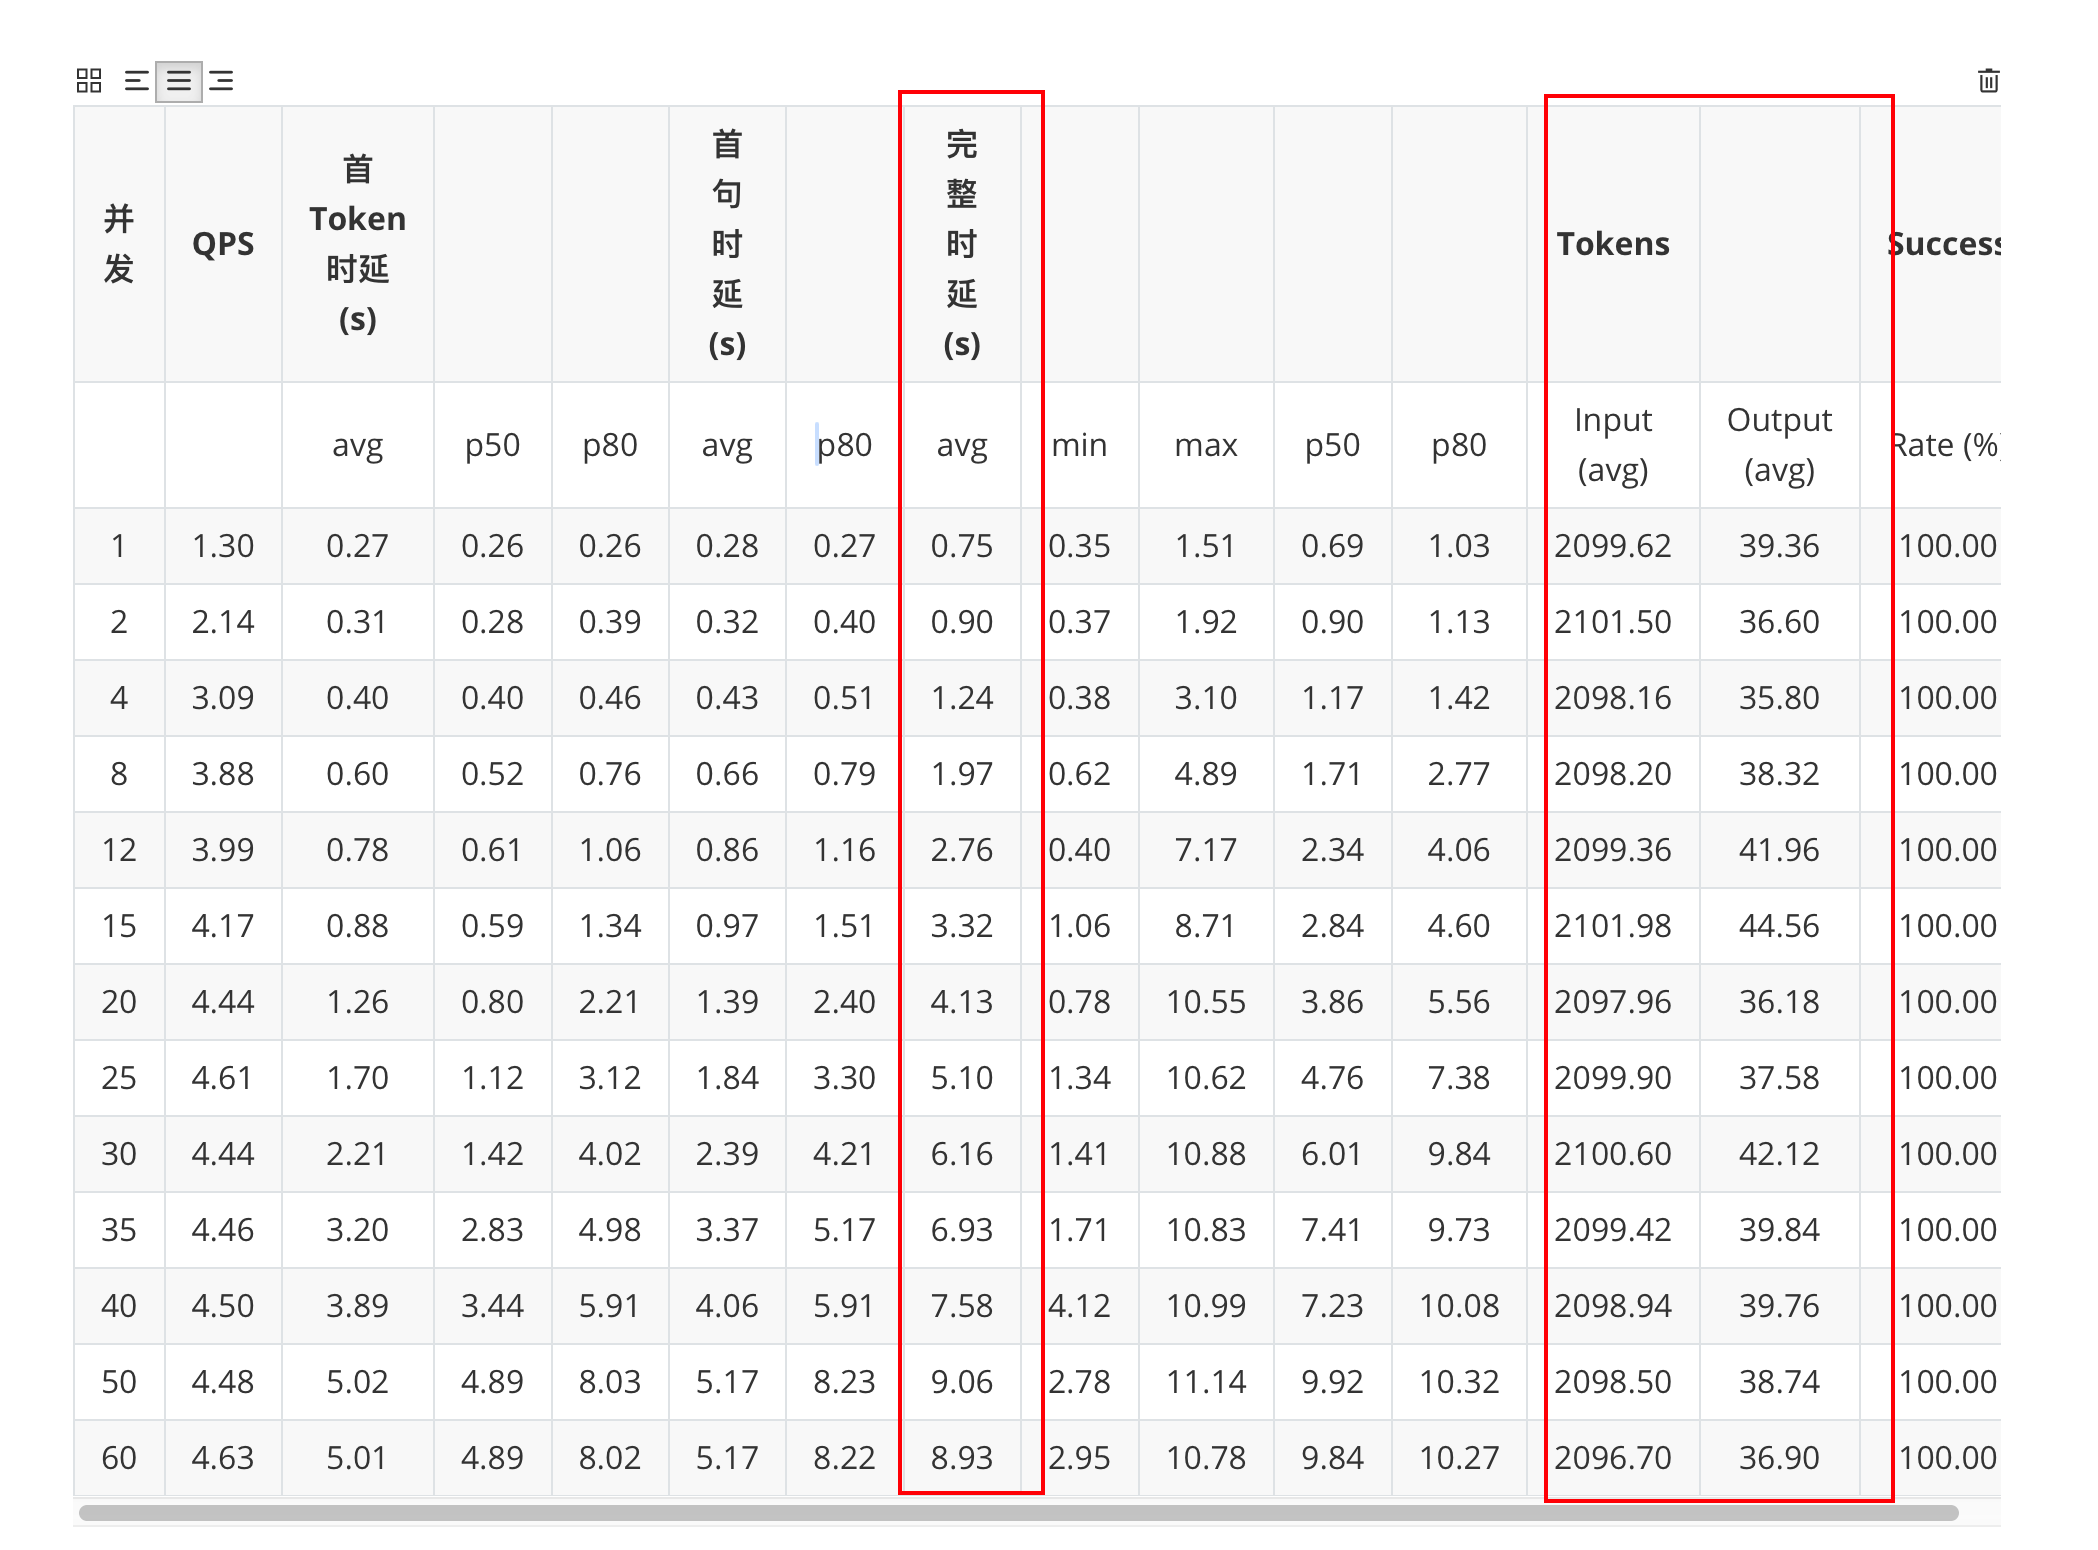 并发 QPS 首 Token 时延 (s) 首句时延 (s) 完整时延 (s) Tokens Success
avg p50 p80 avg p80 avg min max p50 p80 Input (avg) Output (avg) Rate (%)
1 1.30 0.27 0.26 0.26 0.28 0.27 0.75 0.35 1.51 0.69 1.03 2099.62 39.36 100.00
2 2.14 0.31 0.28 0.39 0.32 0.40 0.90 0.37 1.92 0.90 1.13 2101.50 36.60 100.00
4 3.09 0.40 0.40 0.46 0.43 0.51 1.24 0.38 3.10 1.17 1.42 2098.16 35.80 100.00
8 3.88 0.60 0.52 0.76 0.66 0.79 1.97 0.62 4.89 1.71 2.77 2098.20 38.32 100.00
12 3.99 0.78 0.61 1.06 0.86 1.16 2.76 0.40 7.17 2.34 4.06 2099.36 41.96 100.00
15 4.17 0.88 0.59 1.34 0.97 1.51 3.32 1.06 8.71 2.84 4.60 2101.98 44.56 100.00
20 4.44 1.26 0.80 2.21 1.39 2.40 4.13 0.78 10.55 3.86 5.56 2097.96 36.18 100.00
25 4.61 1.70 1.12 3.12 1.84 3.30 5.10 1.34 10.62 4.76 7.38 2099.90 37.58 100.00
30 4.44 2.21 1.42 4.02 2.39 4.21 6.16 1.41 10.88 6.01 9.84 2100.60 42.12 100.00
35 4.46 3.20 2.83 4.98 3.37 5.17 6.93 1.71 10.83 7.41 9.73 2099.42 39.84 100.00
40 4.50 3.89 3.44 5.91 4.06 5.91 7.58 4.12 10.99 7.23 10.08 2098.94 39.76 100.00
50 4.48 5.02 4.89 8.03 5.17 8.23 9.06 2.78 11.14 9.92 10.32 2098.50 38.74 100.00
60 4.63 5.01 4.89 8.02 5.17 8.22 8.93 2.95 10.78 9.84 10.27 2096.70 36.90 100.00